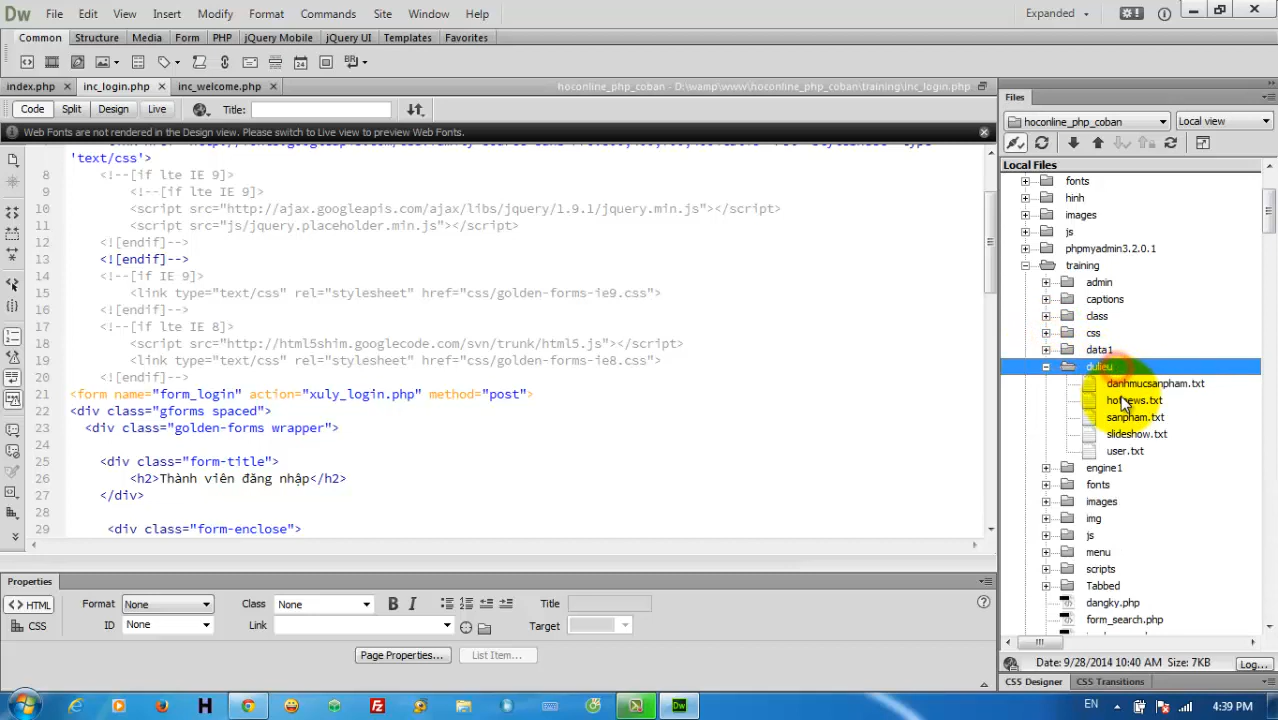 Dw File Edit View Insert Modify Format Commands Site Window Help Expanded
Common Structure Media Form PHP jQuery Mobile jQuery UI Templates Favorites
index.php inc_login.php inc_welcome.php hoconline_php_coban - D:\wamp\www\hoconline_php_coban\training\inc_login.php
Code Split Design Live Title:
Web Fonts are not rendered in the Design view. Please switch to Live view to preview Web Fonts.
'text/css'>
8 <!--[if lte IE 9]>
9 <!--[if lte IE 9]>
10 <script src="http://ajax.googleapis.com/ajax/libs/jquery/1.9.1/jquery.min.js"></script>
11 <script src="js/jquery.placeholder.min.js"></script>
12 <![endif]-->
13 <![endif]-->
14 <!--[if IE 9]>
15 <link type="text/css" rel="stylesheet" href="css/golden-forms-ie9.css">
16 <![endif]-->
17 <!--[if lte IE 8]>
18 <script src="http://html5shim.googlecode.com/svn/trunk/html5.js"></script>
19 <link type="text/css" rel="stylesheet" href="css/golden-forms-ie8.css">
20 <![endif]-->
21 <form name="form_login" action="xuly_login.php" method="post">
22 <div class="gforms spaced">
23 <div class="golden-forms wrapper">
24
25 <div class="form-title">
26 <h2>Thành viên đăng nhập</h2>
27 </div>
28
29 <div class="form-enclose">
Properties
<> HTML Format None Class None B I Title
CSS ID None Link Target
Page Properties... List Item...
Files
hoconline_php_coban Local view
Local Files
fonts
hinh
images
js
phpmyadmin3.2.0.1
training
admin
captions
class
css
data1
dulieu
danhmucsanpham.txt
sanpham.txt
slideshow.txt
user.txt
engine1
fonts
images
img
js
menu
scripts
Tabbed
dangky.php
form_search.php
Date: 9/28/2014 10:40 AM Size: 7KB Log...
CSS Designer CSS Transitions
EN 4:39 PM